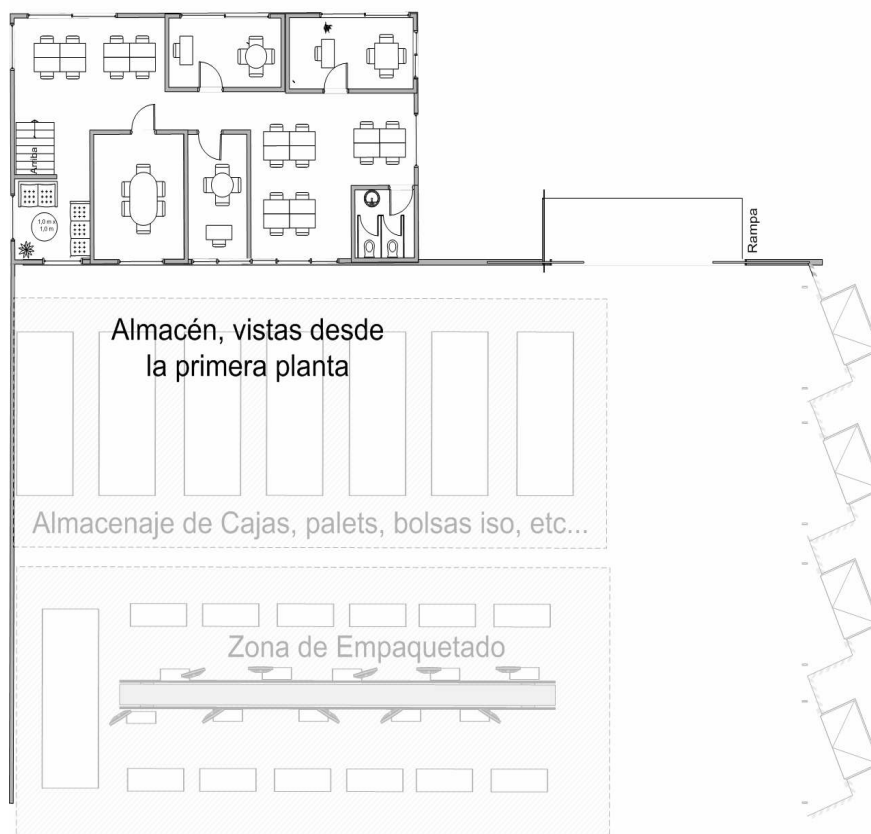 Arriba
1,0 m x
1,0 m
Rampa
Almacén, vistas desde
la primera planta
Almacenaje de Cajas, palets, bolsas iso, etc...
Zona de Empaquetado